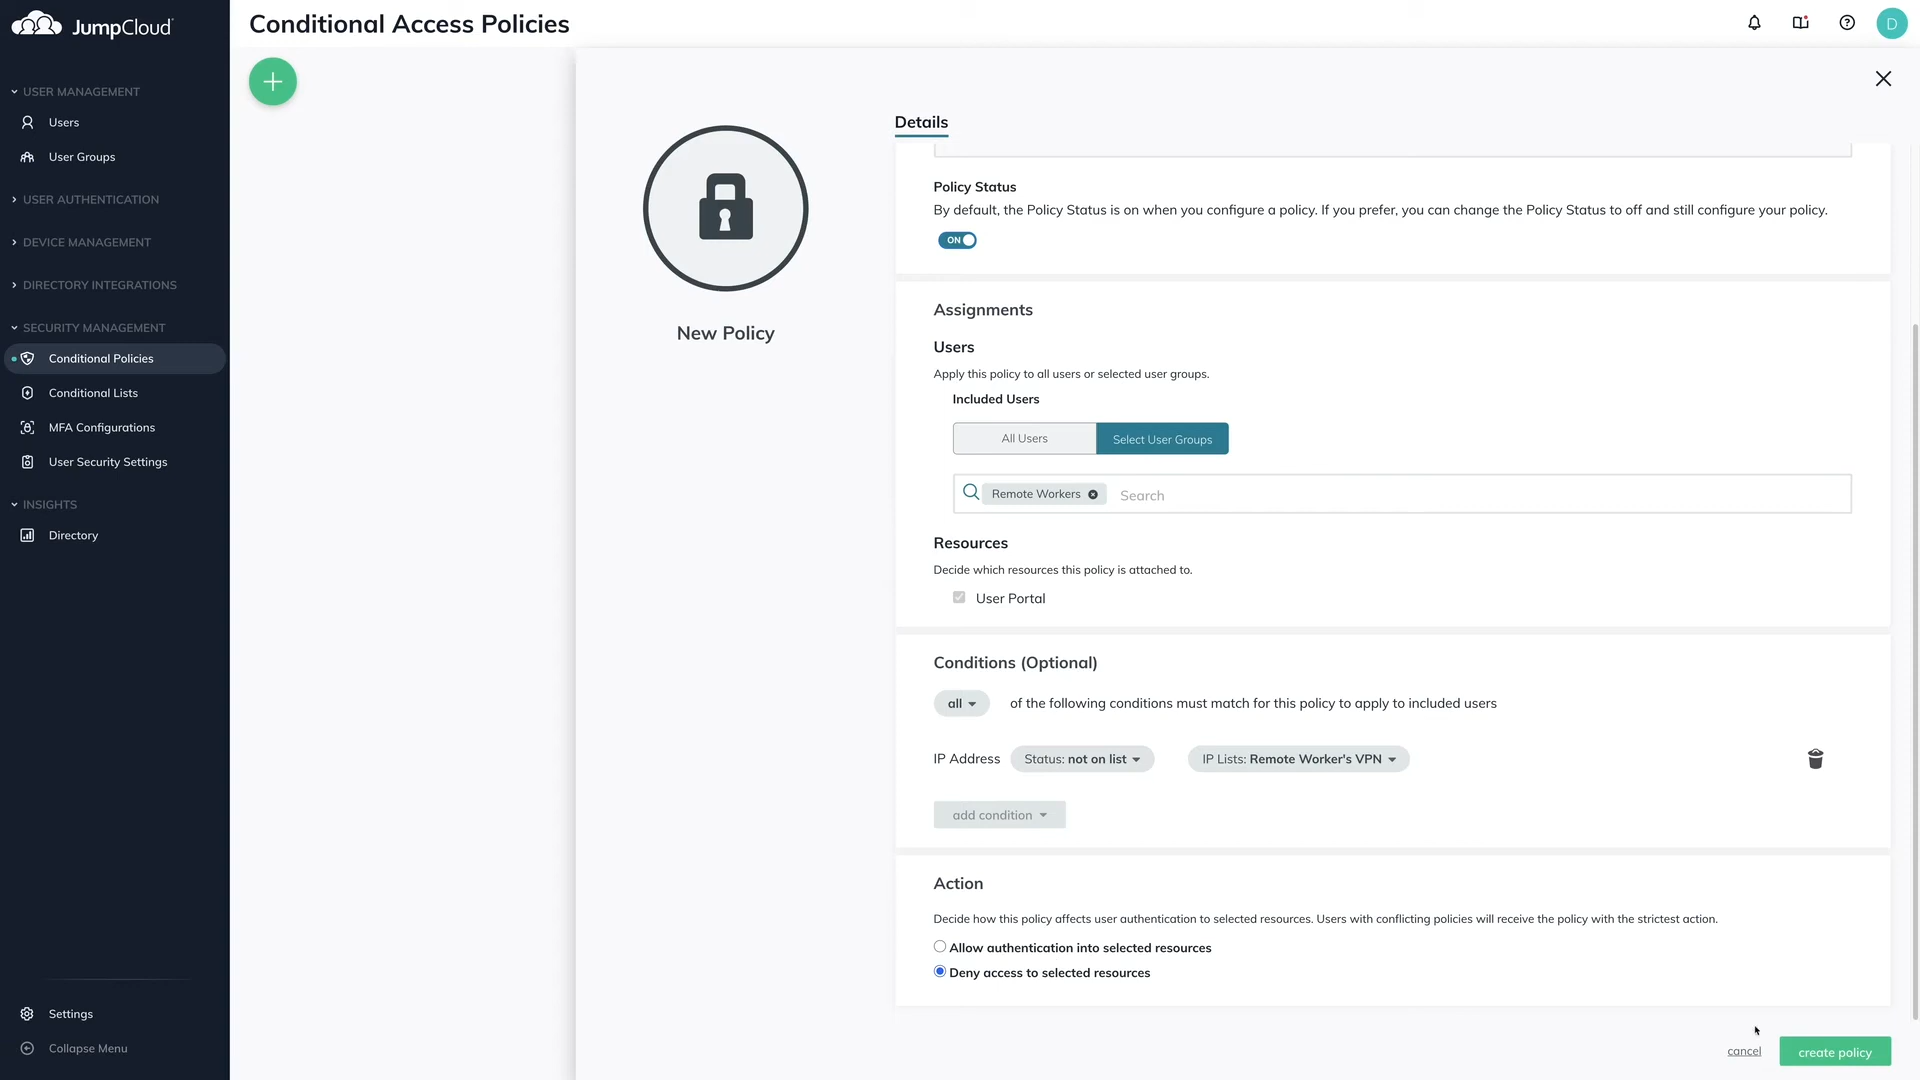 JumpCloud
Conditional Access Policies
D
USER MANAGEMENT
Users
User Groups
USER AUTHENTICATION
DEVICE MANAGEMENT
DIRECTORY INTEGRATIONS
SECURITY MANAGEMENT
Conditional Policies
Conditional Lists
MFA Configurations
User Security Settings
INSIGHTS
Directory
Settings
Collapse Menu
New Policy
Details
Policy Status
By default, the Policy Status is on when you configure a policy. If you prefer, you can change the Policy Status to off and still configure your policy.
ON
Assignments
Users
Apply this policy to all users or selected user groups.
Included Users
All Users Select User Groups
Remote Workers Search
Resources
Decide which resources this policy is attached to.
User Portal
Conditions (Optional)
all of the following conditions must match for this policy to apply to included users
IP Address Status: not on list IP Lists: Remote Worker's VPN
add condition
Action
Decide how this policy affects user authentication to selected resources. Users with conflicting policies will receive the policy with the strictest action.
Allow authentication into selected resources
Deny access to selected resources
cancel create policy